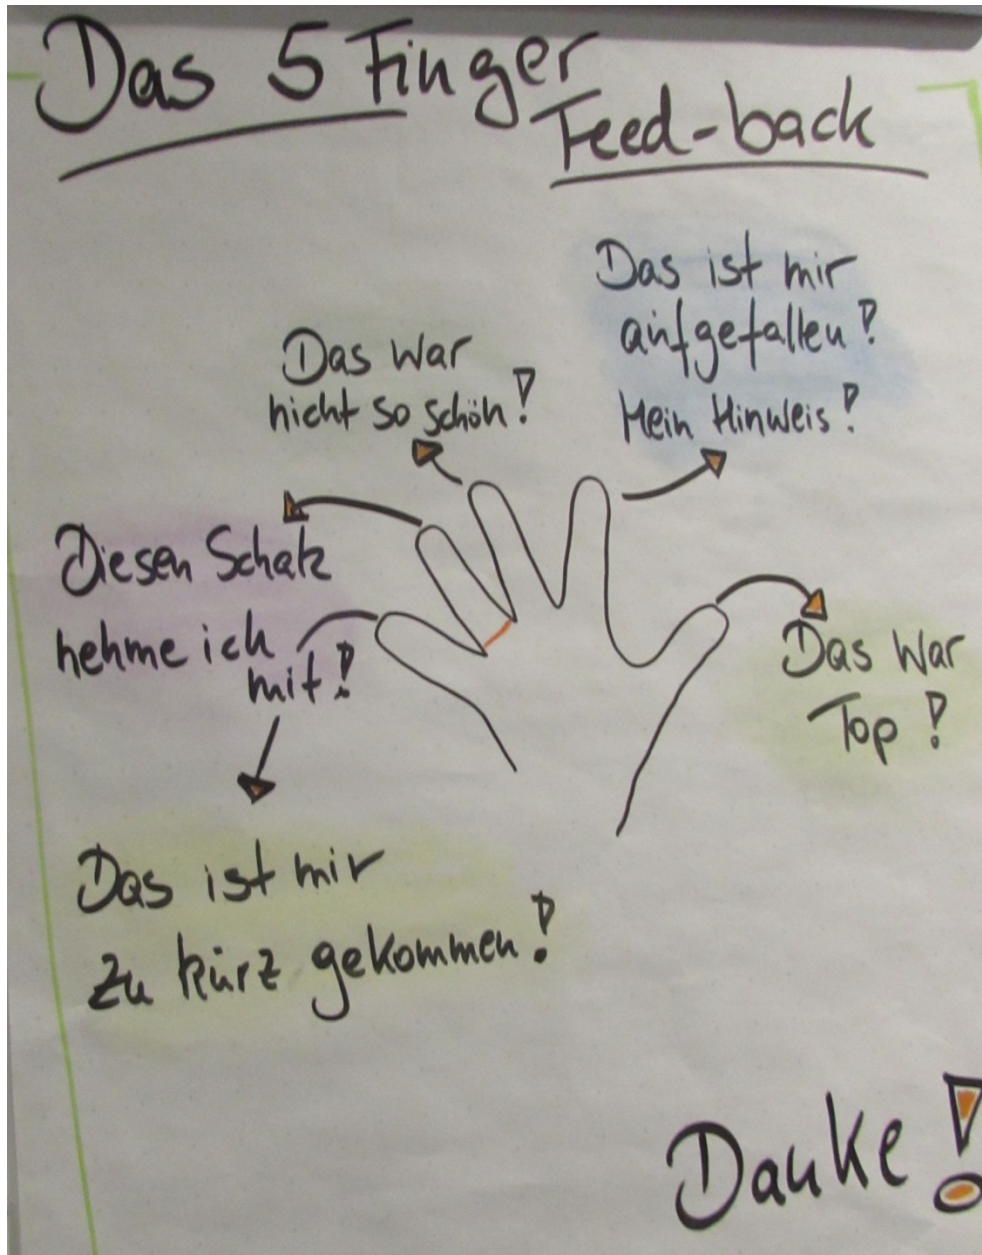 Das 5 Finger
Feed-back
Das ist mir
aufgefallen!
Mein Hinweis!
Das war
nicht so schön!
Diesen Schatz
nehme ich
mit!
Das war
Top!
Das ist mir
zu kurz gekommen!
Danke!